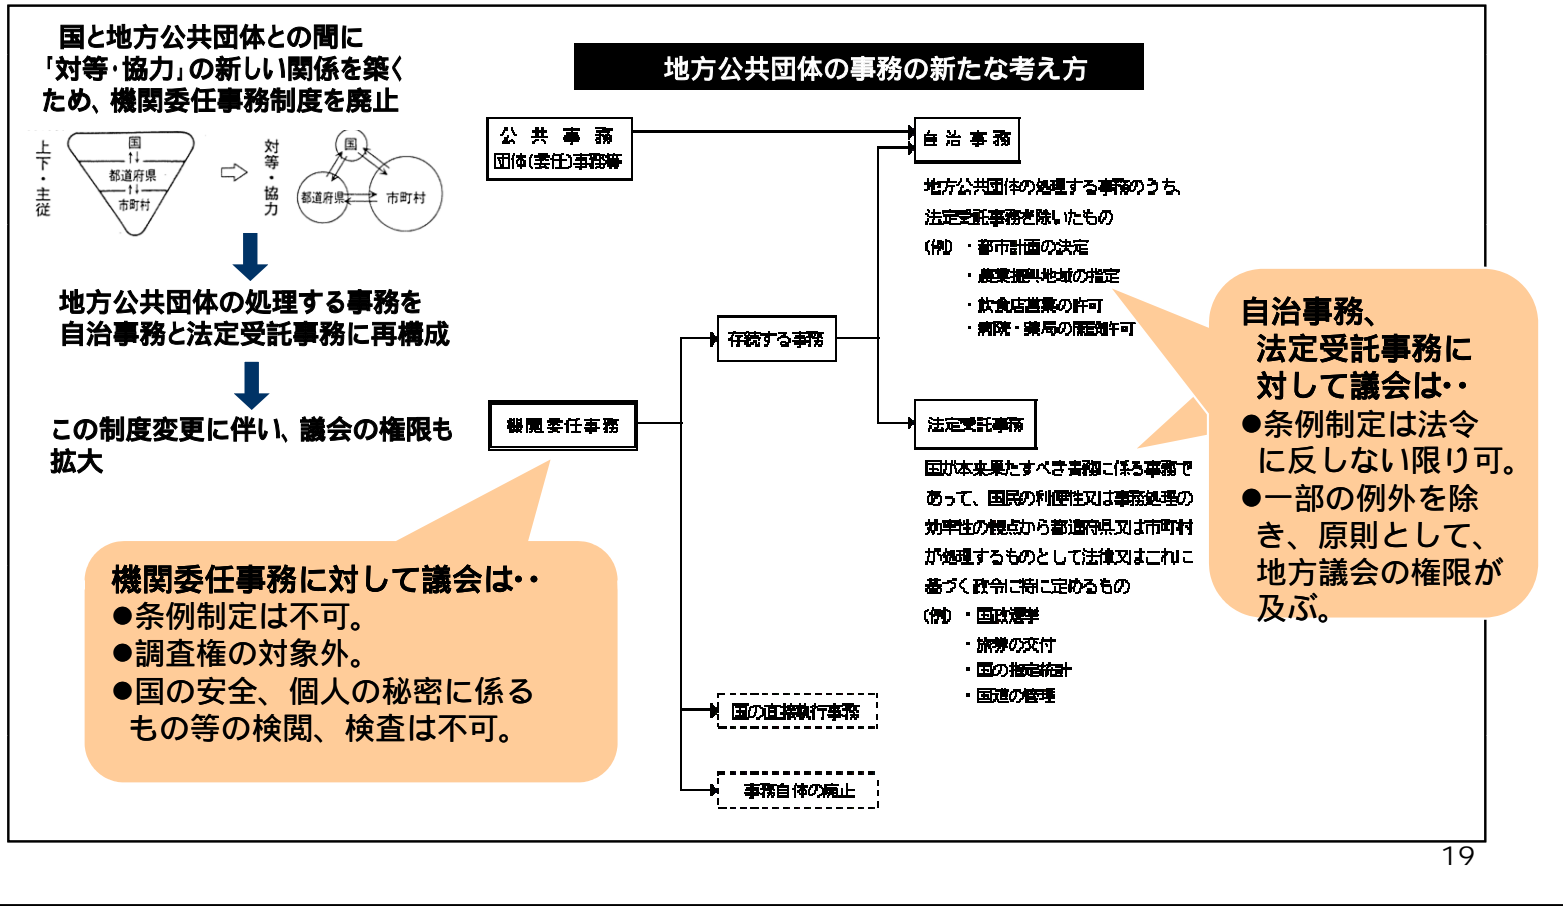 国と地方公共団体との間に
「対等・協力」の新しい関係を築く
ため、機関委任事務制度を廃止
上下・主従
国
都道府県
市町村
対等・協力
国
都道府県
市町村
地方公共団体の処理する事務を
自治事務と法定受託事務に再構成
この制度変更に伴い、議会の権限も
拡大
地方公共団体の事務の新たな考え方
公共事務
団体(委任)事務等
自治事務
地方公共団体の処理する事務のうち、
法定受託事務を除いたもの
(例)・都市計画の決定
・農業振興地域の指定
・飲食店営業の許可
・病院・薬局の開設許可
存続する事務
機関委任事務
法定受託事務
国が本来果たすべき責務に係る事務で
あって、国民の利便性又は事務処理の
効率性の観点から都道府県又は市町村
が処理するものとして法律又はこれに
基づく政令に特に定めるもの
(例)・国政選挙
・旅券の交付
・国の指定統計
・国道の管理
国の直接執行事務
事務自体の廃止
機関委任事務に対して議会は・・
●条例制定は不可。
●調査権の対象外。
●国の安全、個人の秘密に係る
もの等の検閲、検査は不可。
自治事務、
法定受託事務に
対して議会は・・
●条例制定は法令
に反しない限り可。
●一部の例外を除
き、原則として、
地方議会の権限が
及ぶ。
19